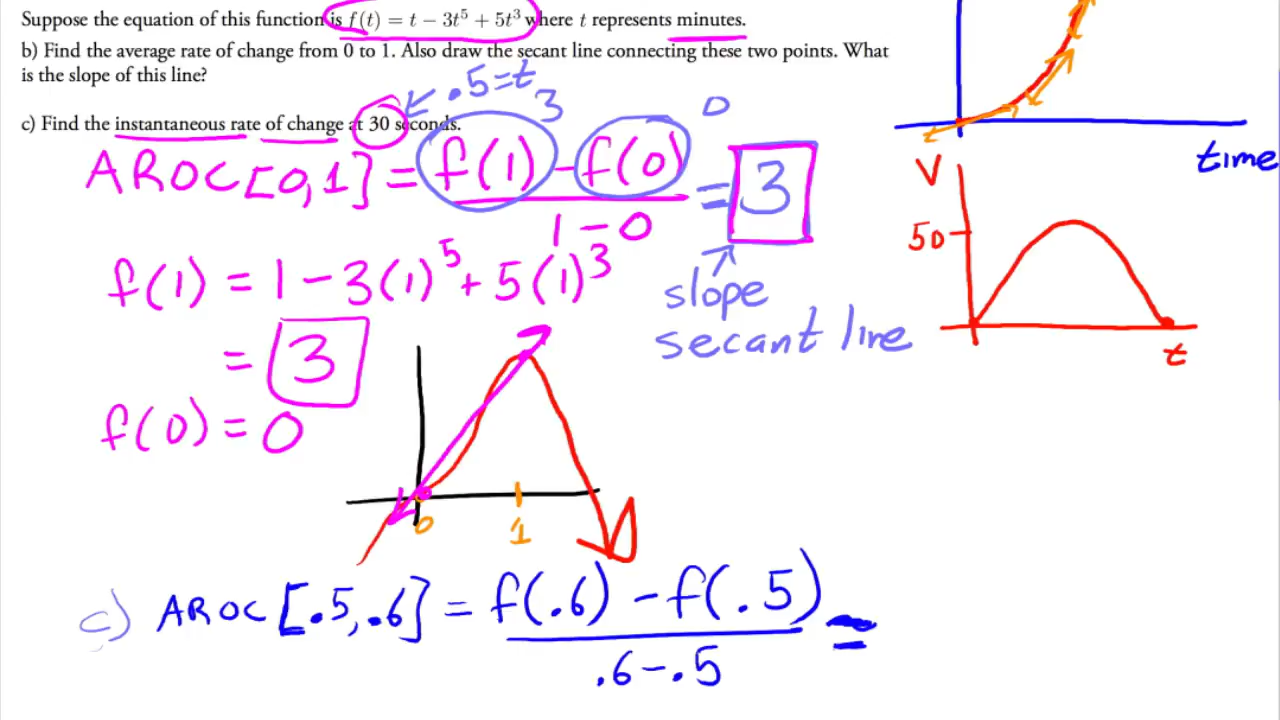 Suppose the equation of this function is f(t) = t − 3t⁵ + 5t³ where t represents minutes.
b) Find the average rate of change from 0 to 1. Also draw the secant line connecting these two points. What
is the slope of this line?
.5=t
3
0
c) Find the instantaneous rate of change at 30 seconds.
AROC[0,1] = f(1) - f(0) = 3
1 - 0
time
V
50
t
f(1) = 1 - 3(1)⁵ + 5(1)³
slope
secant line
= 3
f(0) = 0
0
1
c) AROC [.5, .6] = f(.6) - f(.5) =
.6 - .5